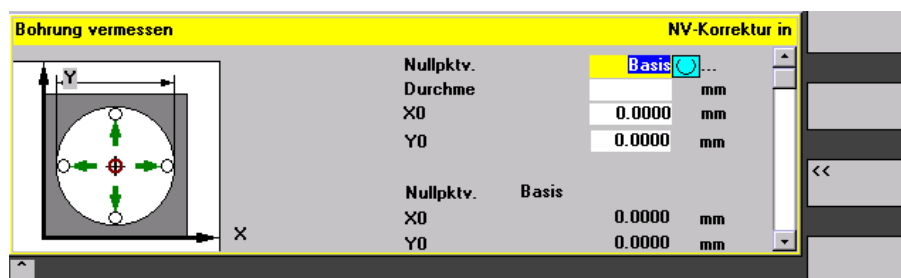 Bohrung vermessen NV-Korrektur in
Nullpktv. Basis ...
Durchme mm
X0 0.0000 mm
Y0 0.0000 mm
Y
X
<<
Nullpktv. Basis
X0 0.0000 mm
Y0 0.0000 mm
^